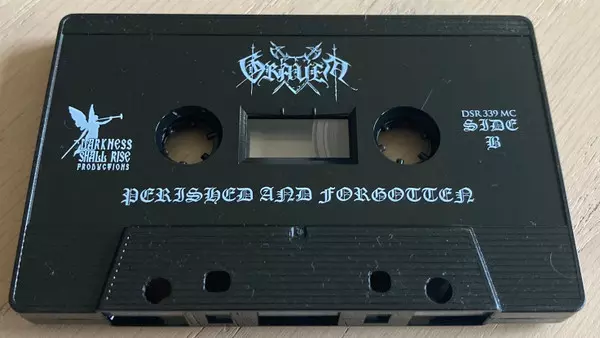 GRAVEN
DARKNESS
SHALL RISE
PRODUCTIONS
DSR 339 MC
SIDE
B
PERISHED AND FORGOTTEN